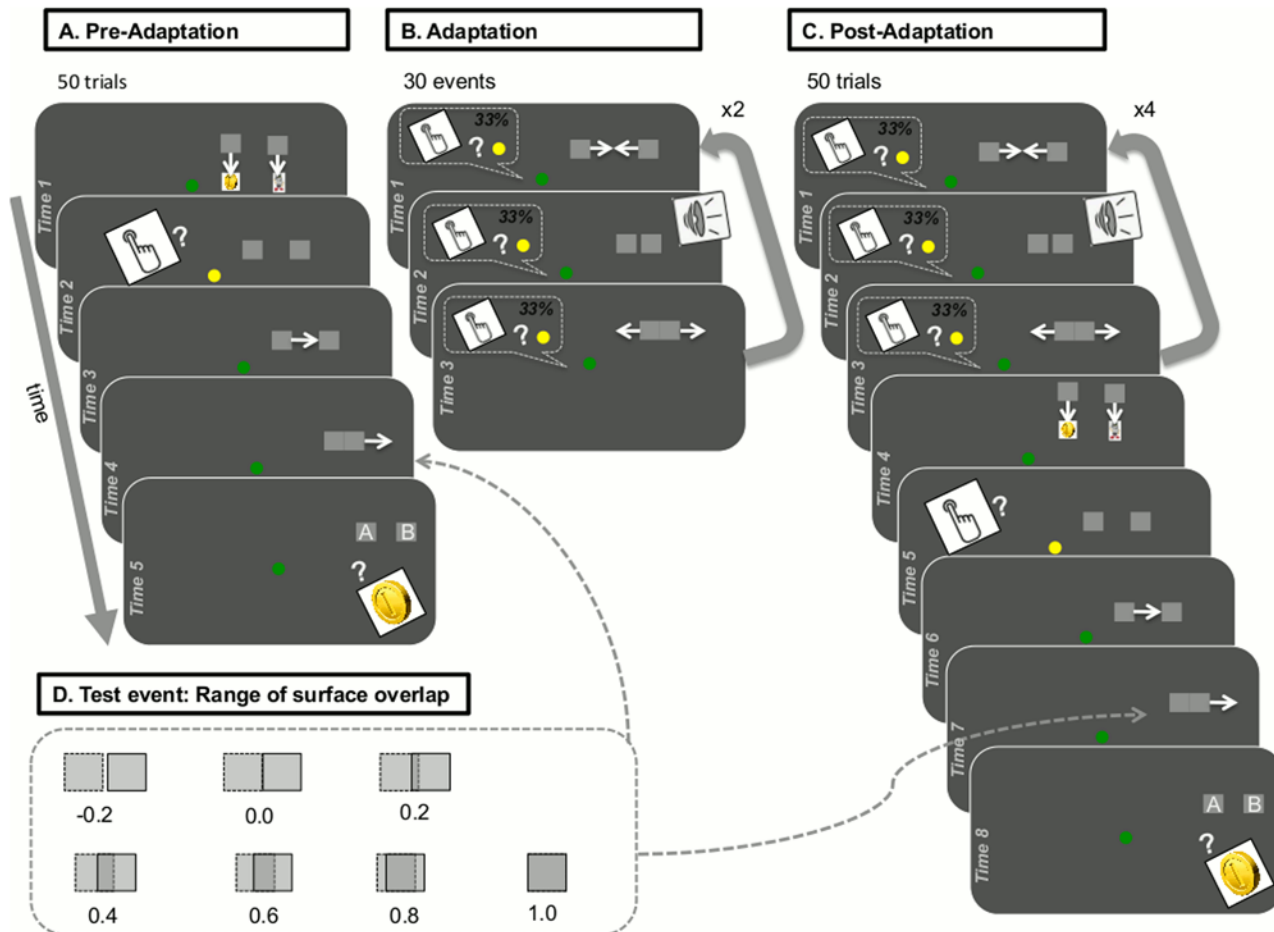 A. Pre-Adaptation
50 trials
Time 1
?
Time 2
Time 3
Time 4
A B
?
Time 5
time
B. Adaptation
30 events
x2
33%
?
Time 1
33%
?
Time 2
33%
?
Time 3
C. Post-Adaptation
50 trials
x4
33%
?
Time 1
33%
?
Time 2
33%
?
Time 3
Time 4
?
Time 5
Time 6
Time 7
A B
?
Time 8
D. Test event: Range of surface overlap
-0.2 0.0 0.2
0.4 0.6 0.8 1.0